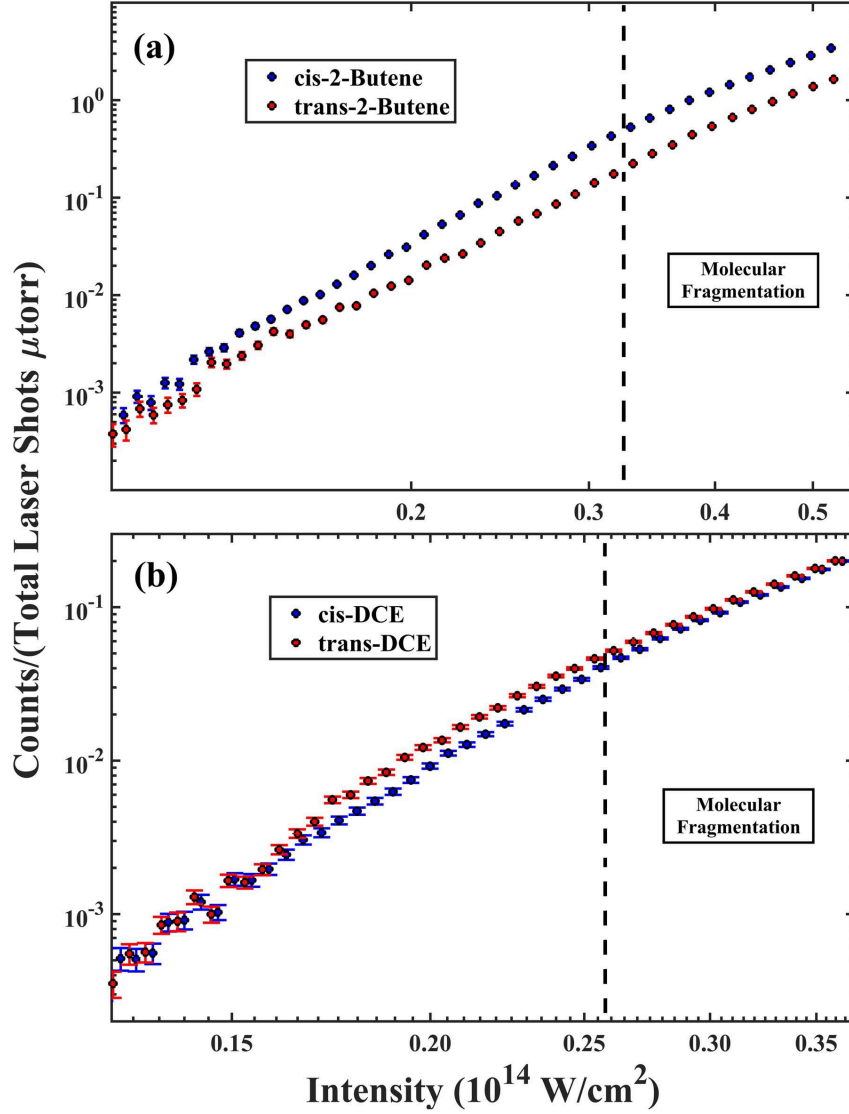 (a)
cis-2-Butene
trans-2-Butene
10^0
10^-1
10^-2
10^-3
Molecular
Fragmentation
0.2
0.3
0.4
0.5
Counts/(Total Laser Shots μtorr)
(b)
cis-DCE
trans-DCE
10^-1
10^-2
10^-3
Molecular
Fragmentation
0.15
0.20
0.25
0.30
0.35
Intensity (10^14 W/cm^2)